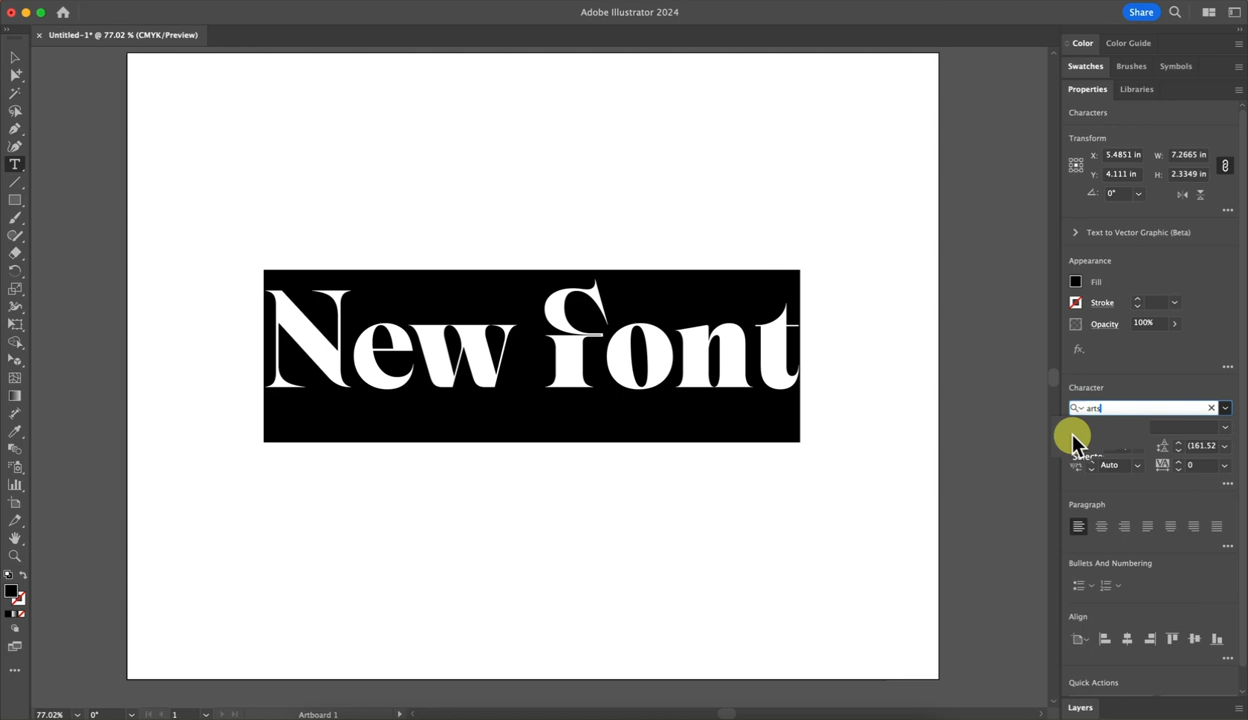 Adobe Illustrator 2024
Share
× Untitled-1* @ 77.02 % (CMYK/Preview)
Color Color Guide
Swatches Brushes Symbols
Properties Libraries
Characters
Transform
X: 5.4851 in W: 7.2665 in
Y: 4.111 in H: 2.3349 in
0°
Text to Vector Graphic (Beta)
Appearance
Fill
Stroke
Opacity 100%
fx.
New font
Character
arts
(161.52
Auto 0
Paragraph
Bullets And Numbering
Align
Quick Actions
Layers
77.02% 0° 1 Artboard 1